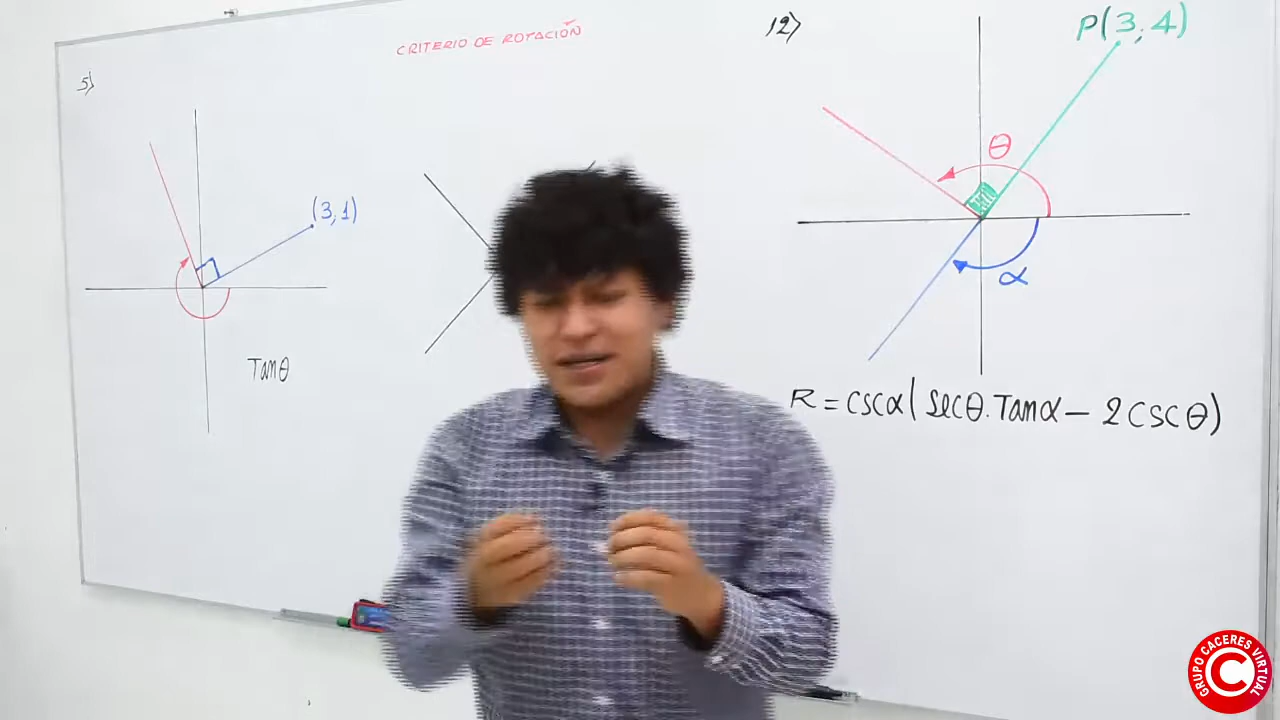 CRITERIO DE ROTACIÓN
5)
(3,1)
Tanθ
12)
P(3; 4)
θ
α
R = cscα( secθ.Tanα - 2cscθ)
GRUPO CACERES VIRTUAL
C